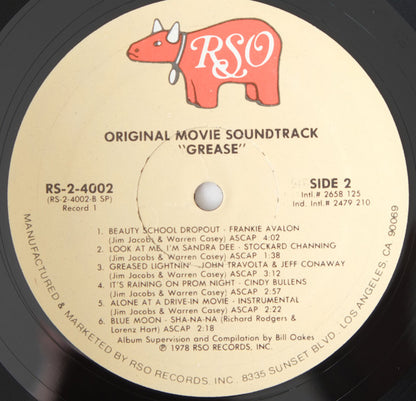 RSO
ORIGINAL MOVIE SOUNDTRACK
"GREASE"
RS-2-4002
(RS-2-4002-B SP)
Record 1
SIDE 2
Intl.# 2658 125
Ind. Intl.# 2479 210
1. BEAUTY SCHOOL DROPOUT - FRANKIE AVALON
(Jim Jacobs & Warren Casey) ASCAP 4:02
2. LOOK AT ME, I'M SANDRA DEE - STOCKARD CHANNING
(Jim Jacobs & Warren Casey) ASCAP 1:38
3. GREASED LIGHTNIN' - JOHN TRAVOLTA & JEFF CONAWAY
(Jim Jacobs & Warren Casey) ASCAP 3:12
4. IT'S RAINING ON PROM NIGHT - CINDY BULLENS
(Jim Jacobs & Warren Casey) ASCAP 2:57
5. ALONE AT A DRIVE-IN MOVIE - INSTRUMENTAL
(Jim Jacobs & Warren Casey) ASCAP 2:22
6. BLUE MOON - SHA-NA-NA (Richard Rodgers &
Lorenz Hart) ASCAP 2:18
Album Supervision and Compilation by Bill Oakes
℗ 1978 RSO RECORDS, INC.
MANUFACTURED & MARKETED BY RSO RECORDS, INC. 8335 SUNSET BLVD. LOS ANGELES, CA. 90069